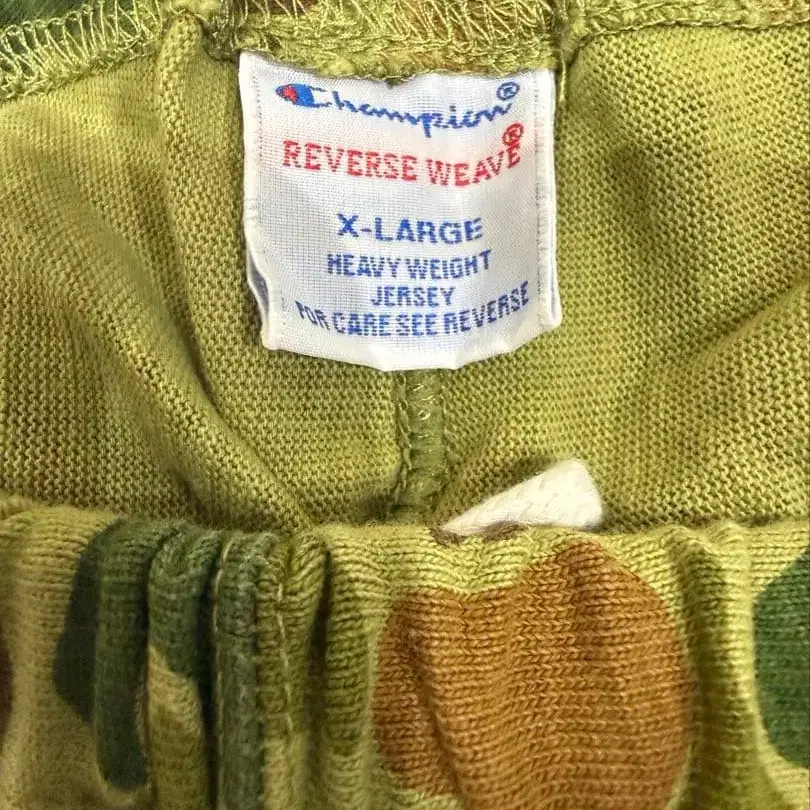 Champion®
REVERSE WEAVE®
X-LARGE
HEAVY WEIGHT
JERSEY
FOR CARE SEE REVERSE